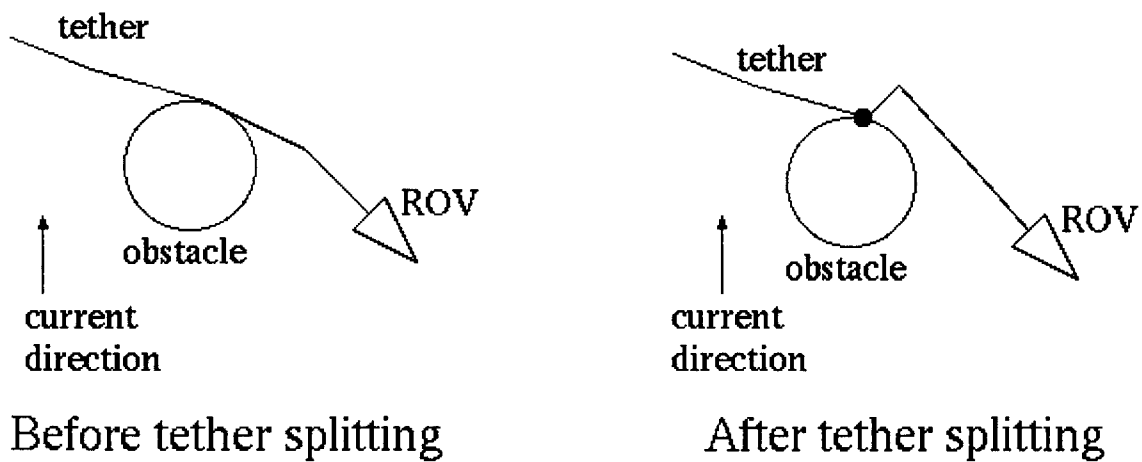 tether
ROV
obstacle
current
direction
Before tether splitting
tether
ROV
obstacle
current
direction
After tether splitting